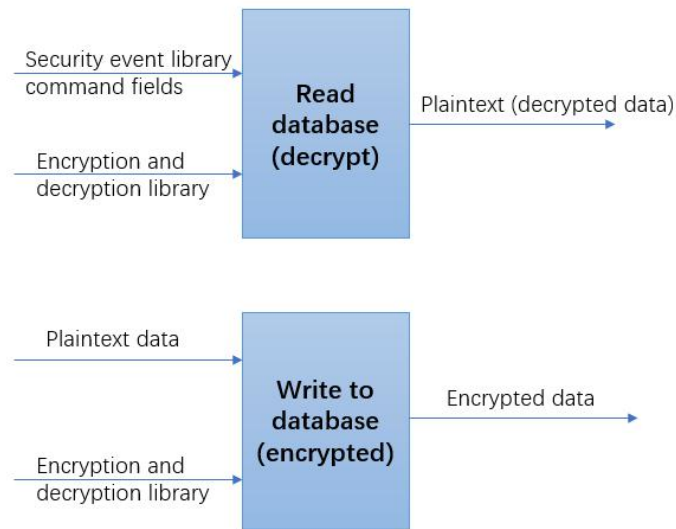 Security event library
command fields
Read
database
(decrypt)
Plaintext (decrypted data)
Encryption and
decryption library
Plaintext data
Write to
database
(encrypted)
Encrypted data
Encryption and
decryption library